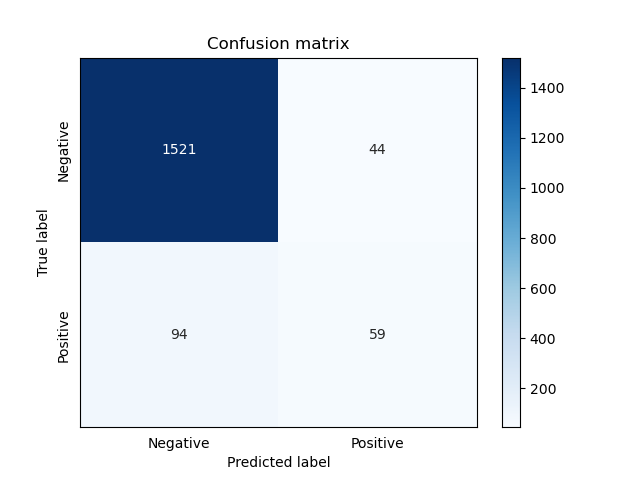 Confusion matrix
True label
Negative
1521
44
Positive
94
59
Negative
Positive
Predicted label
1400
1200
1000
800
600
400
200